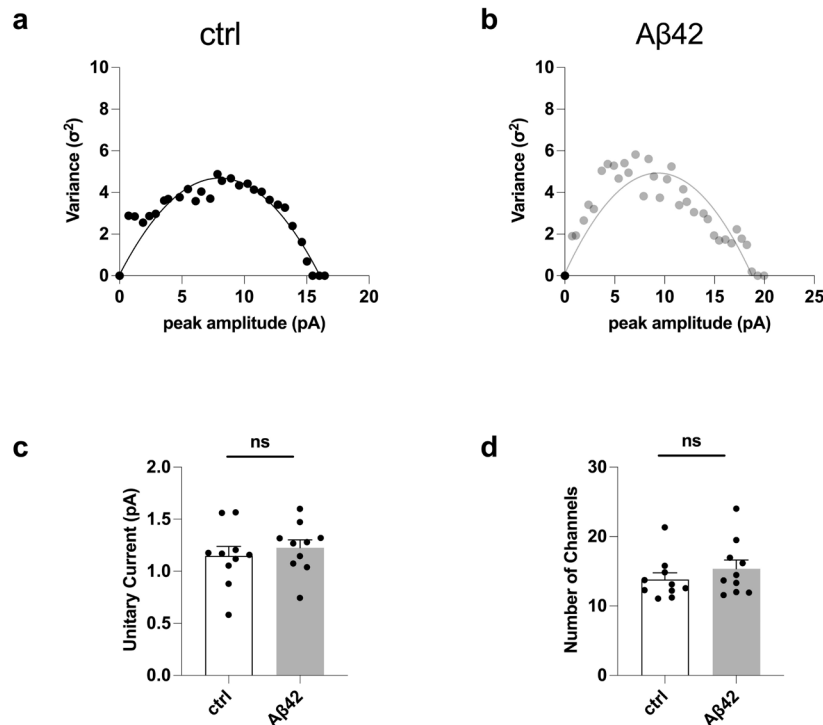 a
ctrl
10
8
6
4
2
0
Variance (σ²)
0 5 10 15 20
peak amplitude (pA)
b
Aβ42
10
8
6
4
2
0
Variance (σ²)
0 5 10 15 20 25
peak amplitude (pA)
c
ns
2.0
1.5
1.0
0.5
0.0
Unitary Current (pA)
ctrl
Aβ42
d
ns
30
20
10
0
Number of Channels
ctrl
Aβ42